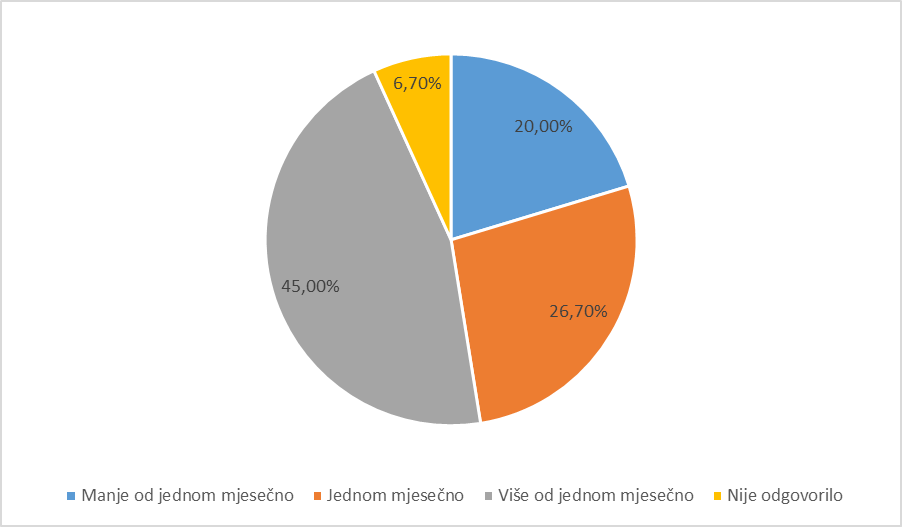 6,70%
20,00%
45,00%
26,70%
Manje od jednom mjesečno Jednom mjesečno Više od jednom mjesečno Nije odgovorilo